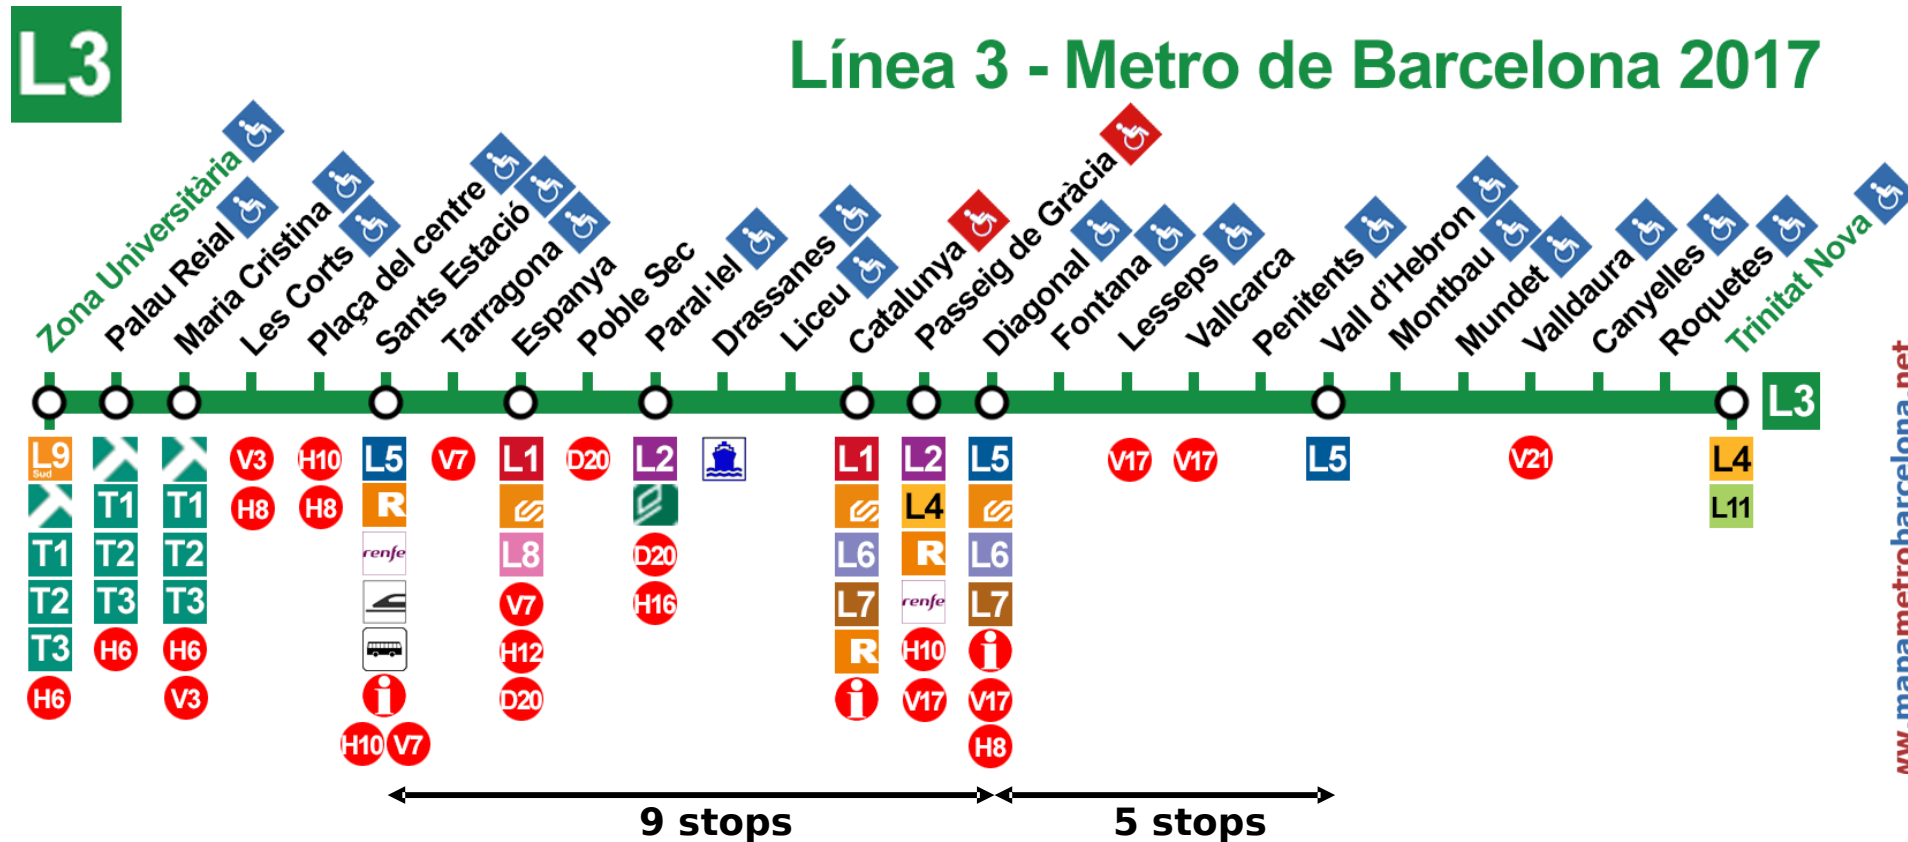 L3
Línea 3 - Metro de Barcelona 2017
Zona Universitària
Palau Reial
Maria Cristina
Les Corts
Plaça del centre
Sants Estació
Tarragona
Espanya
Poble Sec
Paral·lel
Drassanes
Liceu
Catalunya
Passeig de Gràcia
Diagonal
Fontana
Lesseps
Vallcarca
Penitents
Vall d'Hebron
Montbau
Mundet
Valldaura
Canyelles
Roquetes
Trinitat Nova
L3
L9
Sud
T1
T2
T3
H6
T1
T2
T3
H6
T1
T2
T3
H6
V3
V3
H8
H10
H8
L5
R
renfe
i
H10 V7
V7
L1
L8
V7
H12
D20
D20
L2
D20
H16
L1
L6
L7
R
i
L2
L4
R
renfe
H10
V17
L5
L6
L7
i
V17
H8
V17
V17
L5
V21
L4
L11
9 stops
5 stops
ww.mapametrobarcelona.net